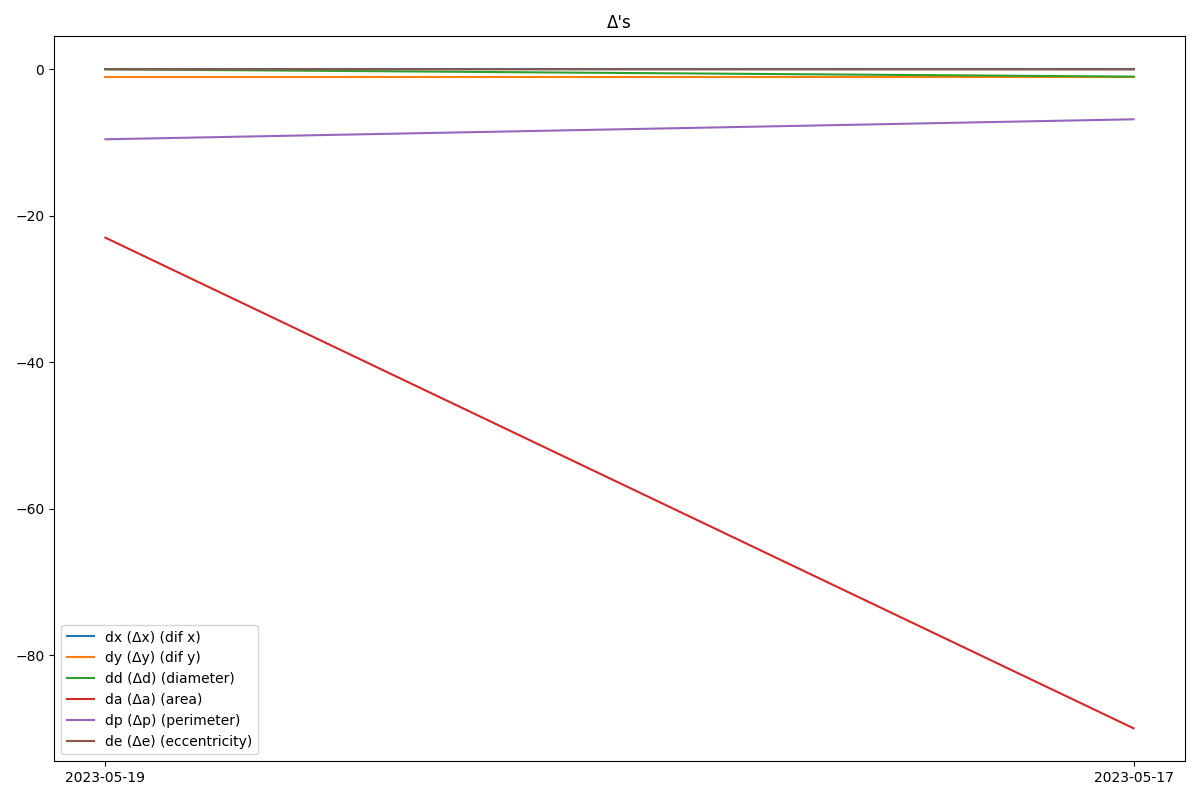 Δ's
0
−20
−40
−60
−80
dx (Δx) (dif x)
dy (Δy) (dif y)
dd (Δd) (diameter)
da (Δa) (area)
dp (Δp) (perimeter)
de (Δe) (eccentricity)
2023-05-19 2023-05-17